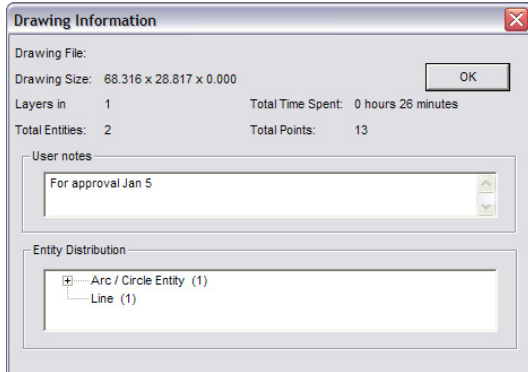 Drawing Information
Drawing File:
Drawing Size: 68.316 x 28.817 x 0.000
OK
Layers in 1 Total Time Spent: 0 hours 26 minutes
Total Entities: 2 Total Points: 13
User notes
For approval Jan 5
Entity Distribution
Arc / Circle Entity (1)
Line (1)